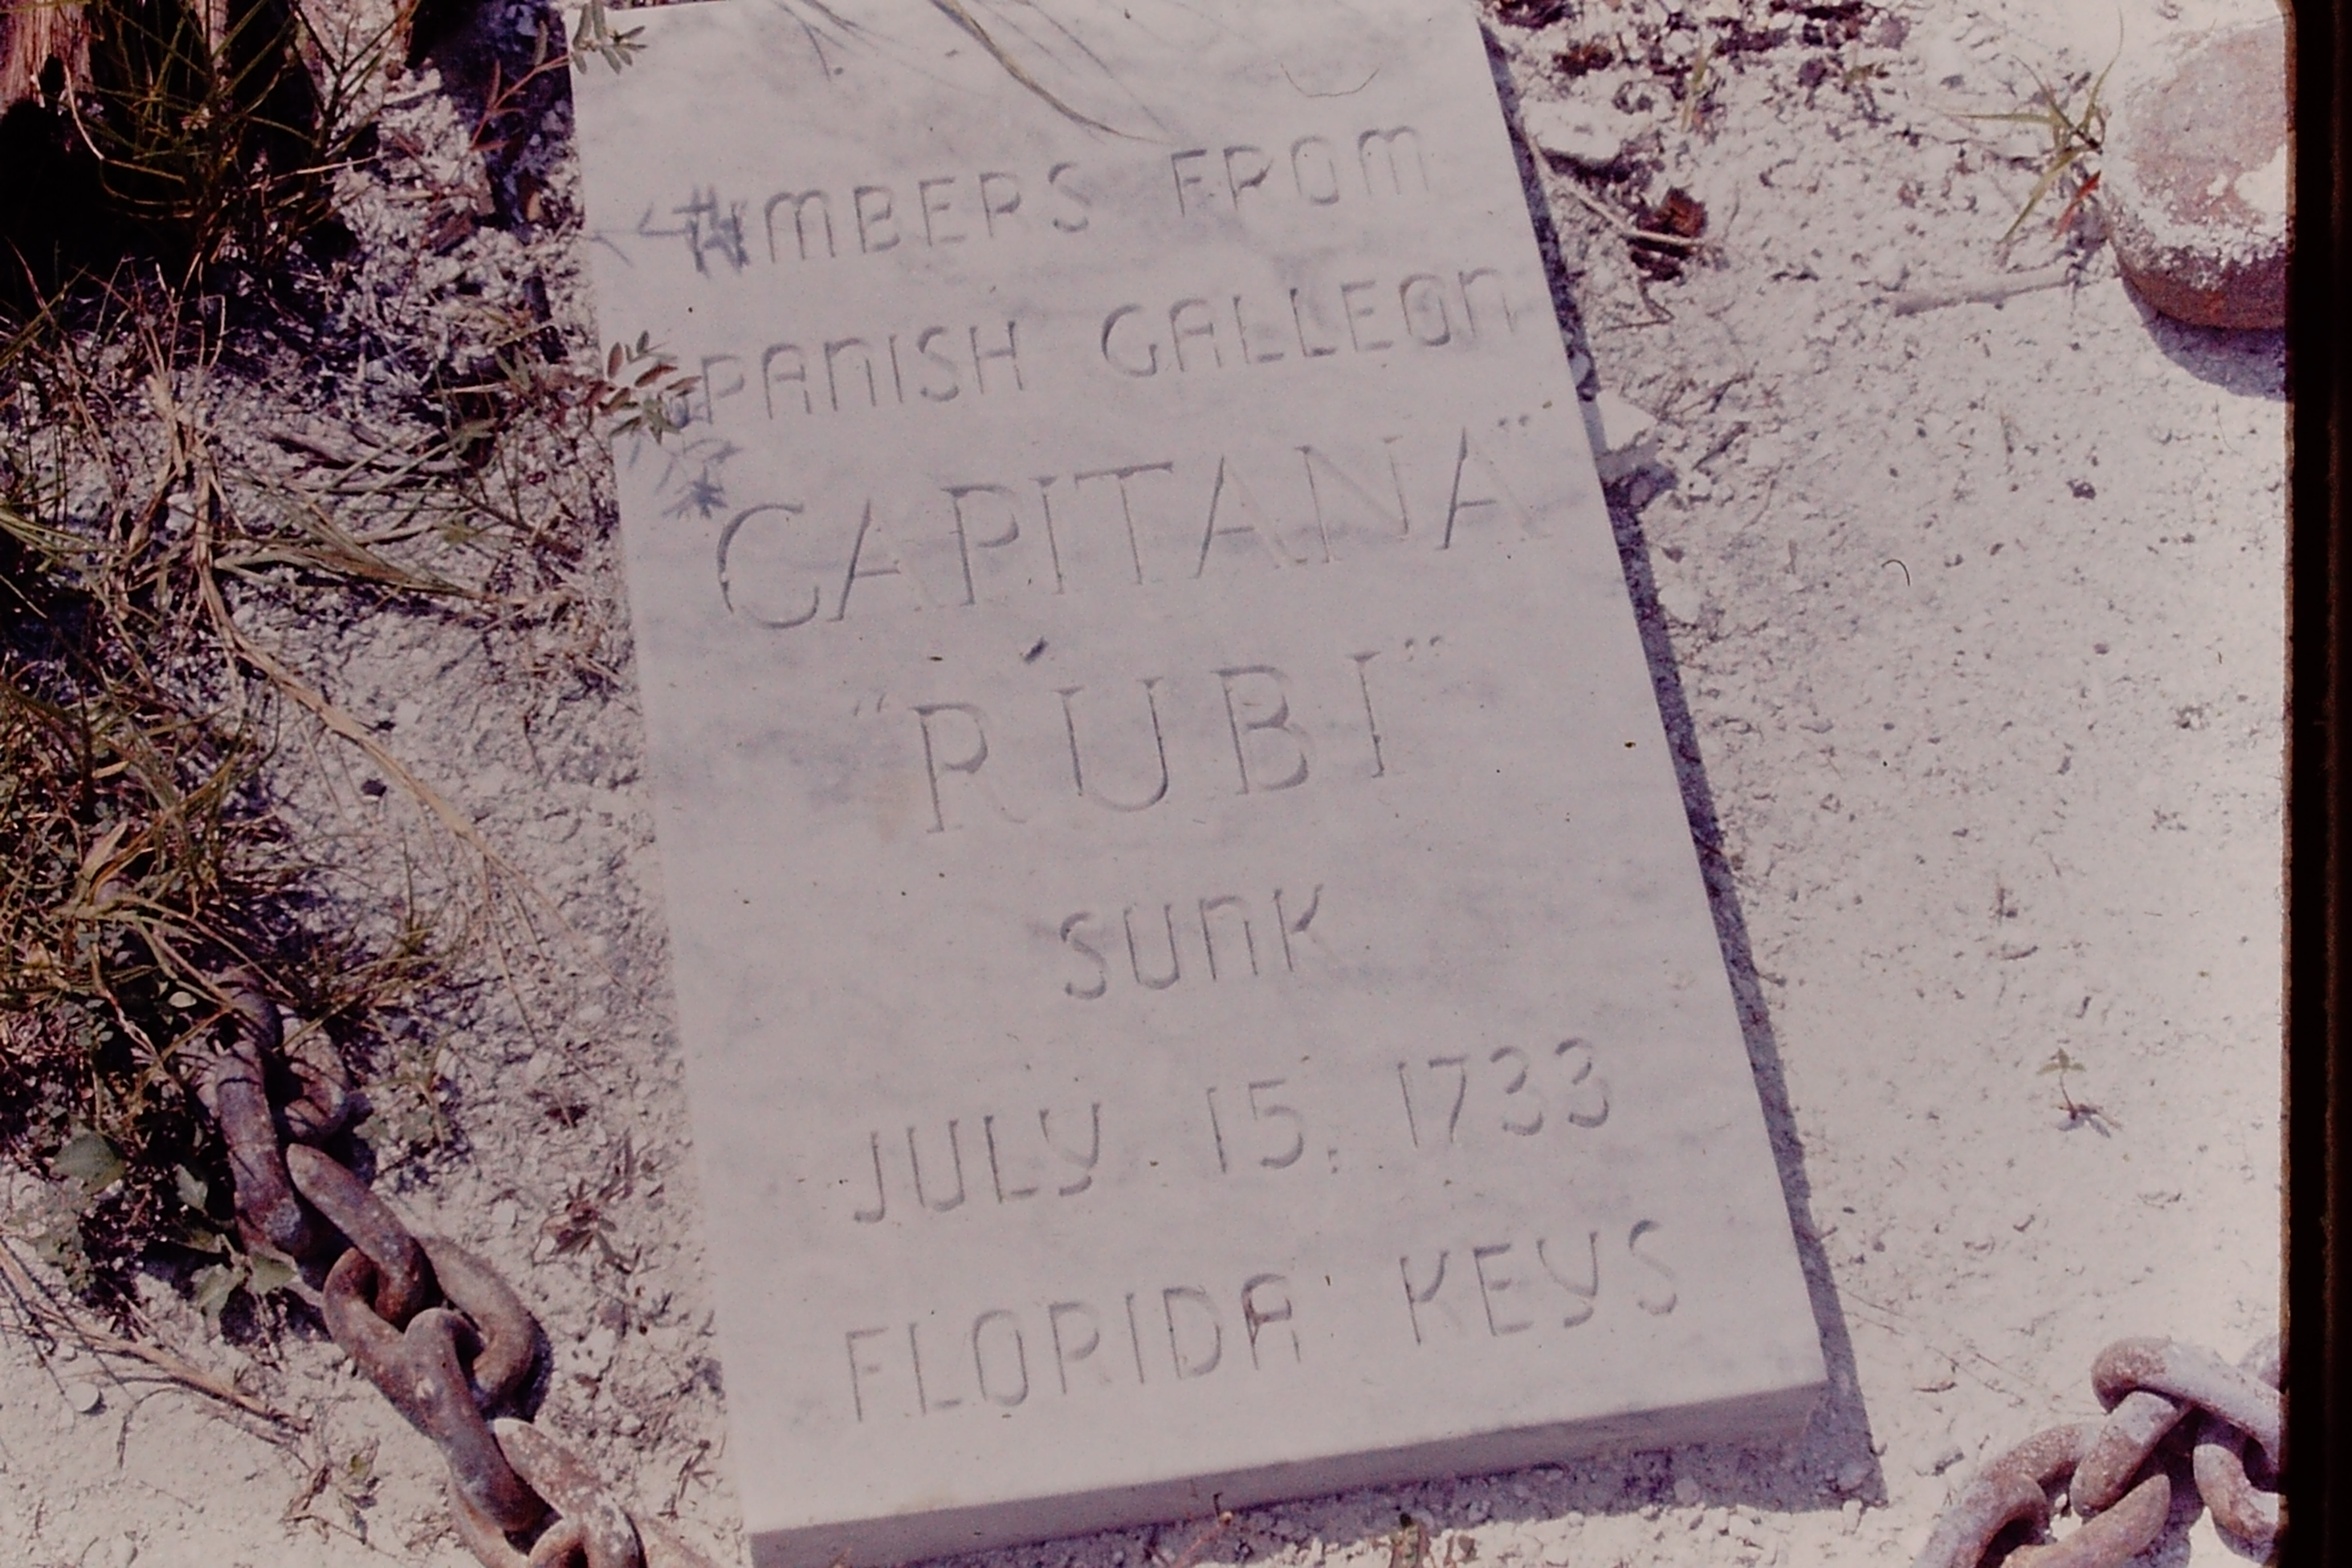 TIMBERS FROM
SPANISH GALLEON
"CAPITANA"
"RUBI"
SUNK
JULY 15, 1733
FLORIDA KEYS